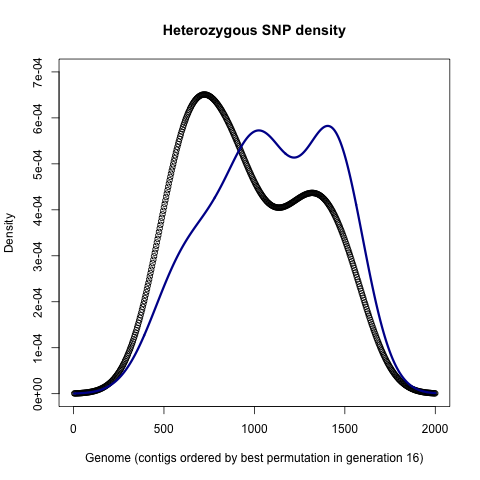 Heterozygous SNP density
Density
7e-04
6e-04
5e-04
4e-04
3e-04
2e-04
1e-04
0e+00
0 500 1000 1500 2000
Genome (contigs ordered by best permutation in generation 16)